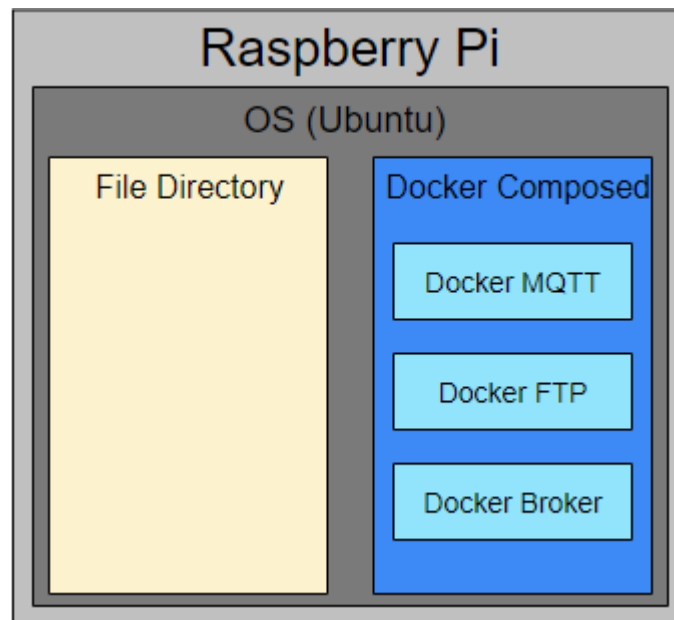 Raspberry Pi
OS (Ubuntu)
File Directory
Docker Composed
Docker MQTT
Docker FTP
Docker Broker